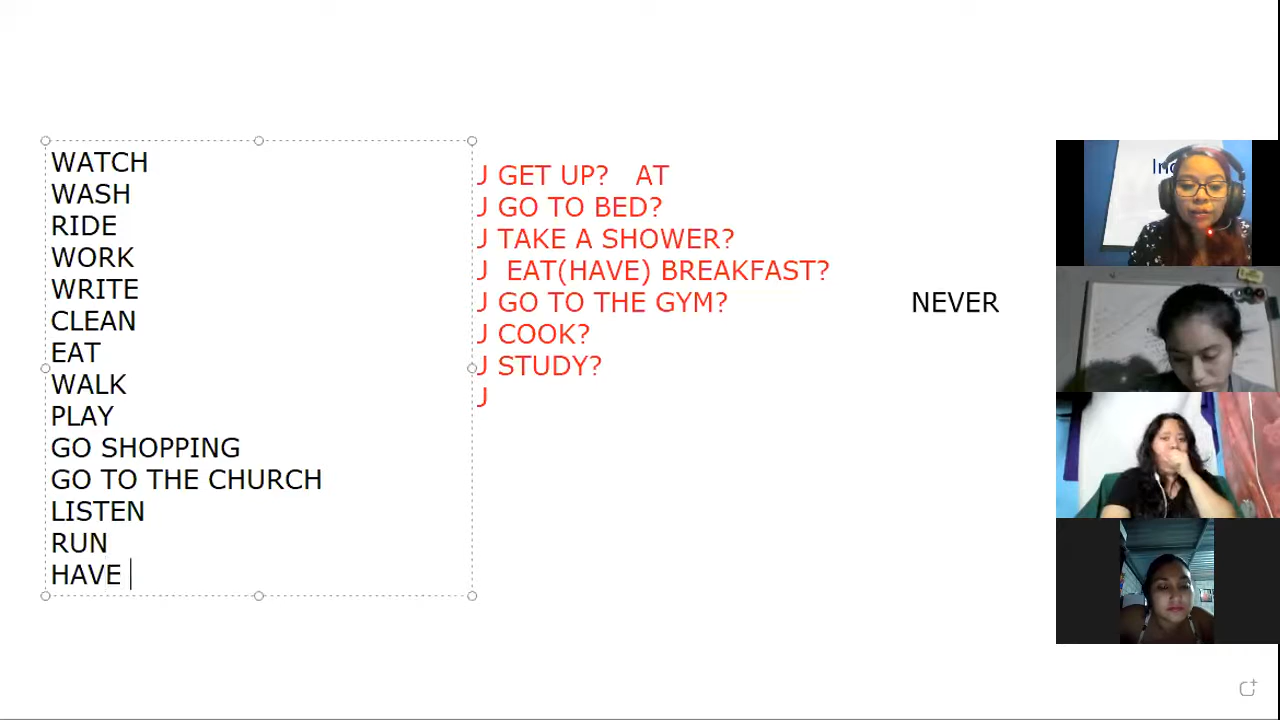 WATCH
WASH
RIDE
WORK
WRITE
CLEAN
EAT
WALK
PLAY
GO SHOPPING
GO TO THE CHURCH
LISTEN
RUN
HAVE
U GET UP? AT
U GO TO BED?
U TAKE A SHOWER?
U EAT(HAVE) BREAKFAST?
U GO TO THE GYM? NEVER
U COOK?
U STUDY?
U